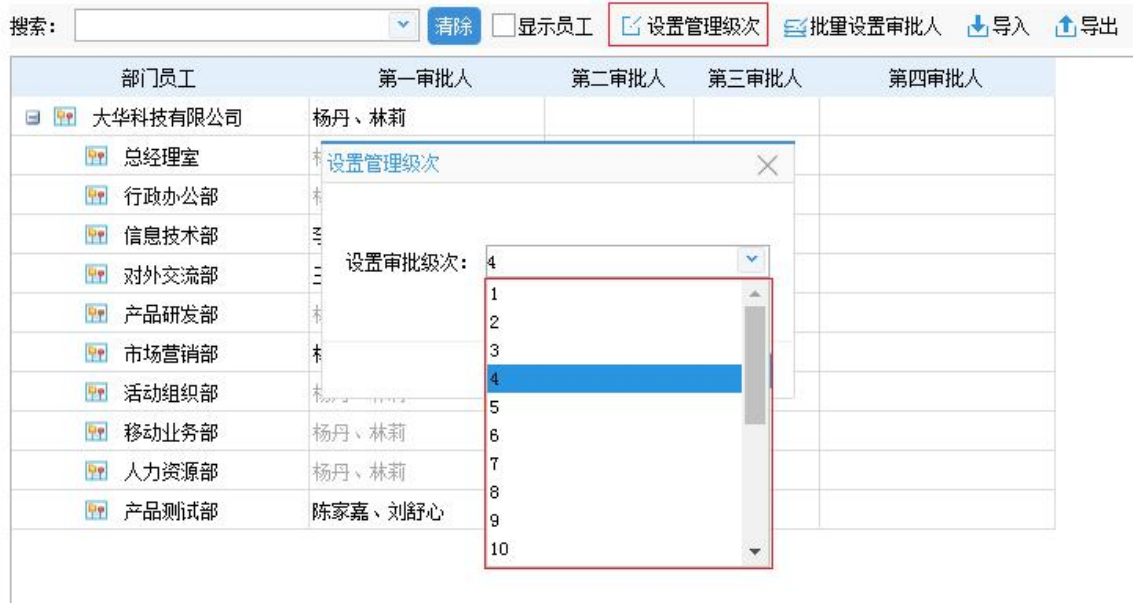 搜索: 清除 显示员工 设置管理级次 批量设置审批人 导入 导出
部门员工 第一审批人 第二审批人 第三审批人 第四审批人
大华科技有限公司 杨丹、林莉
总经理室
设置管理级次
行政办公部
信息技术部
设置审批级次: 4
对外交流部
1
产品研发部
2
市场营销部
3
活动组织部
4
5
移动业务部 杨丹、林莉
6
人力资源部 杨丹、林莉
7
8
产品测试部 陈家嘉、刘舒心
9
10